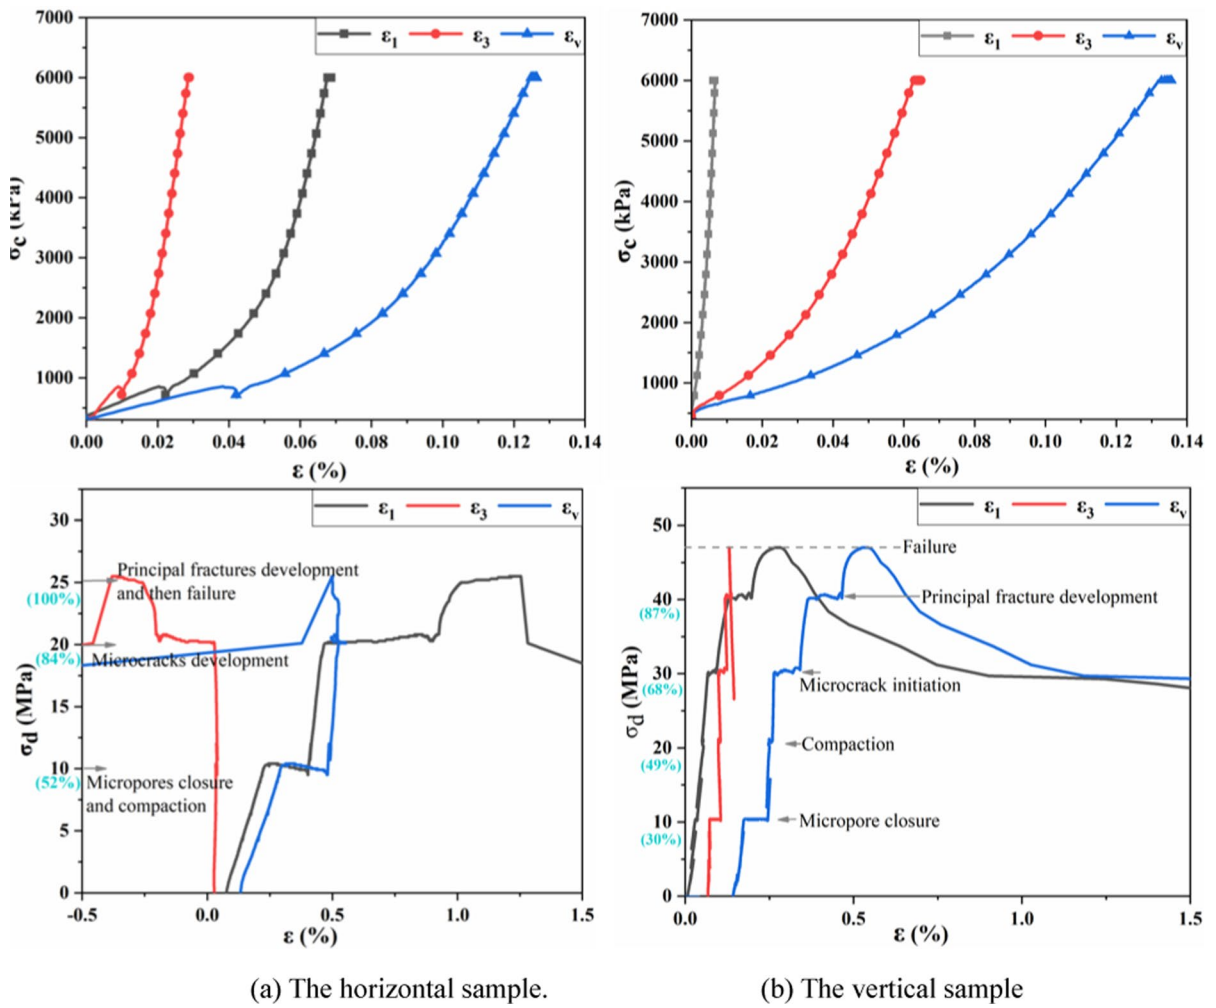 7000
6000
5000
4000
3000
2000
1000
σc (kPa)
0.00 0.02 0.04 0.06 0.08 0.10 0.12 0.14
ε (%)
ε1 ε3 εv
7000
6000
5000
4000
3000
2000
1000
σc (kPa)
0.00 0.02 0.04 0.06 0.08 0.10 0.12 0.14
ε (%)
ε1 ε3 εv
30
25
20
15
10
5
0
σd (MPa)
(100%)
(84%)
(52%)
-0.5 0.0 0.5 1.0 1.5
ε (%)
ε1 ε3 εv
Principal fractures development
and then failure
Microcracks development
Micropores closure
and compaction
50
40
30
20
10
0
σd (MPa)
(87%)
(68%)
(49%)
(30%)
0.0 0.5 1.0 1.5
ε (%)
ε1 ε3 εv
Failure
Principal fracture development
Microcrack initiation
Compaction
Micropore closure
(a) The horizontal sample.
(b) The vertical sample